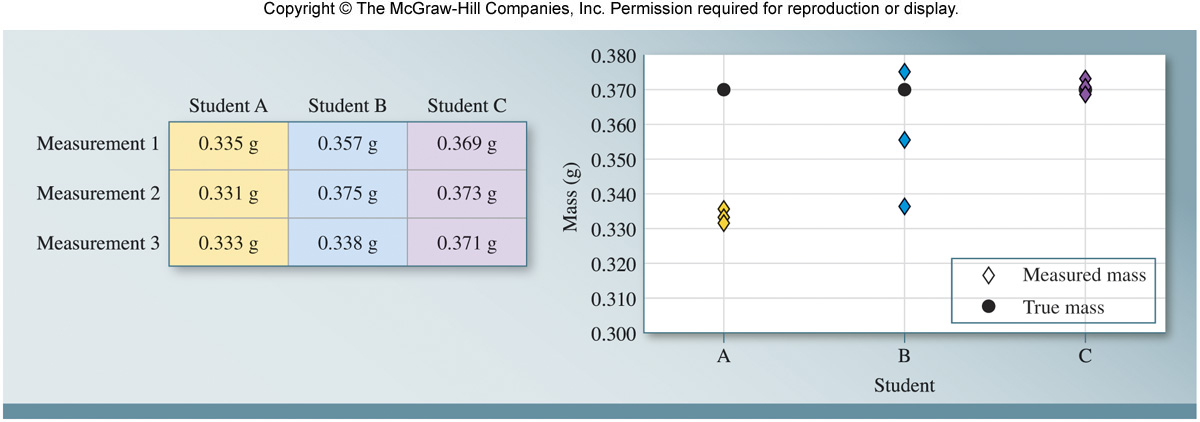 Copyright © The McGraw-Hill Companies, Inc. Permission required for reproduction or display.
Student A Student B Student C
Measurement 1 0.335 g 0.357 g 0.369 g
Measurement 2 0.331 g 0.375 g 0.373 g
Measurement 3 0.333 g 0.338 g 0.371 g
Mass (g)
0.380
0.370
0.360
0.350
0.340
0.330
0.320
0.310
0.300
Measured mass
True mass
A B C
Student